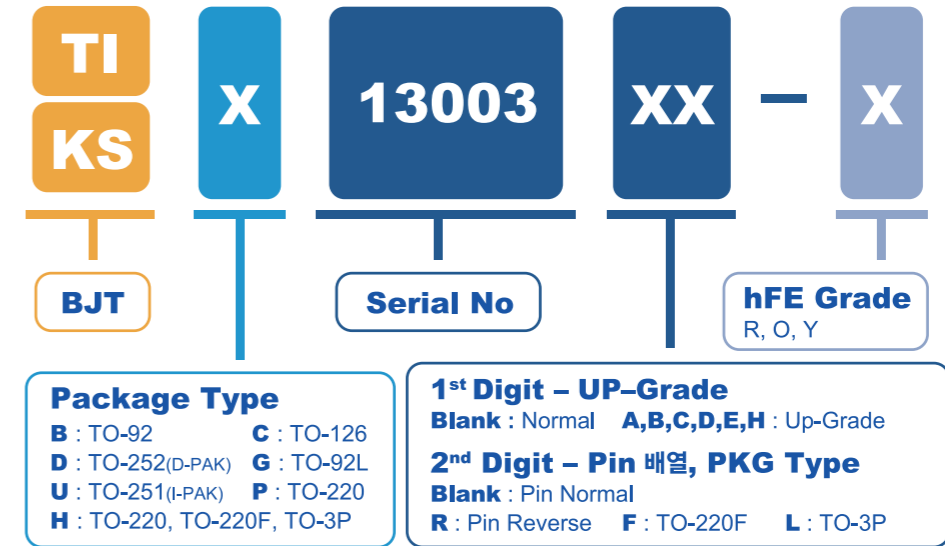 TI
KS
X
13003
XX
–
X
BJT
Serial No
hFE Grade
R, O, Y
Package Type
B : TO-92 C : TO-126
D : TO-252(D-PAK) G : TO-92L
U : TO-251(I-PAK) P : TO-220
H : TO-220, TO-220F, TO-3P
1st Digit – UP–Grade
Blank : Normal A,B,C,D,E,H : Up-Grade
2nd Digit – Pin 배열, PKG Type
Blank : Pin Normal
R : Pin Reverse F : TO-220F L : TO-3P